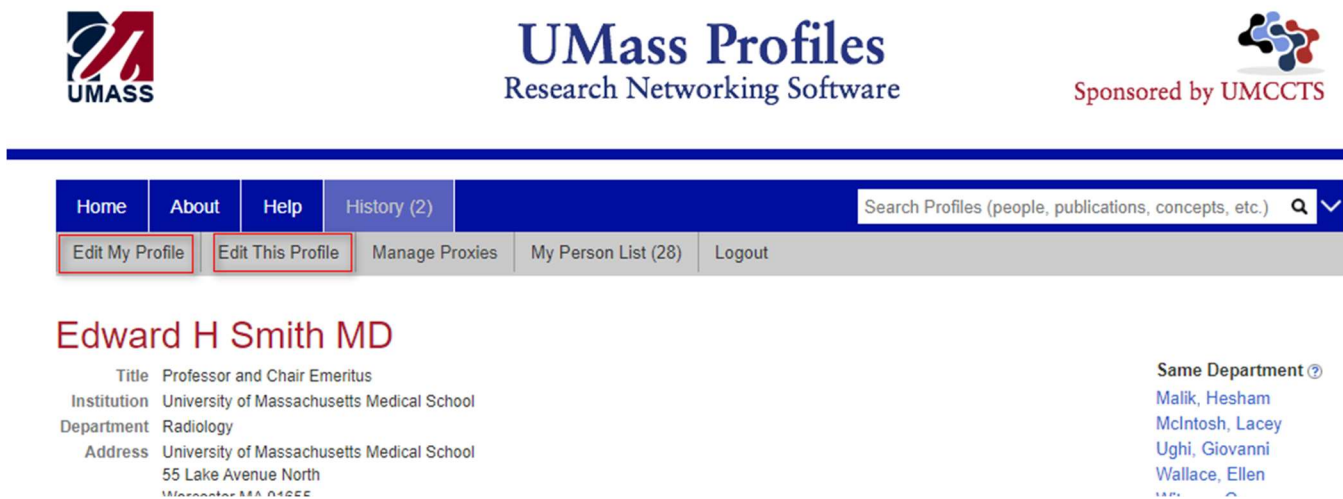 UMASS
UMass Profiles
Research Networking Software
Sponsored by UMCCTS
Home About Help History (2) Search Profiles (people, publications, concepts, etc.)
Edit My Profile Edit This Profile Manage Proxies My Person List (28) Logout
Edward H Smith MD
Title Professor and Chair Emeritus
Institution University of Massachusetts Medical School
Department Radiology
Address University of Massachusetts Medical School
55 Lake Avenue North
Worcester MA 01655
Same Department
Malik, Hesham
McIntosh, Lacey
Ughi, Giovanni
Wallace, Ellen